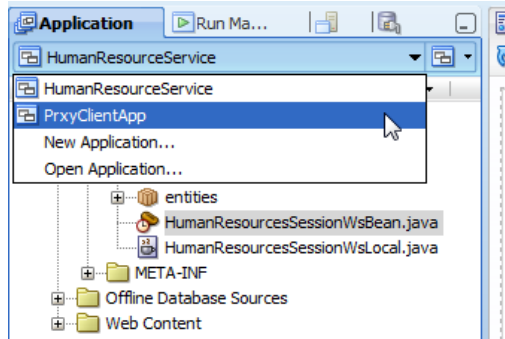 Application Run Ma...
HumanResourceService
HumanResourceService
PrxyClientApp
New Application...
Open Application...
entities
HumanResourcesSessionWsBean.java
HumanResourcesSessionWsLocal.java
META-INF
Offline Database Sources
Web Content